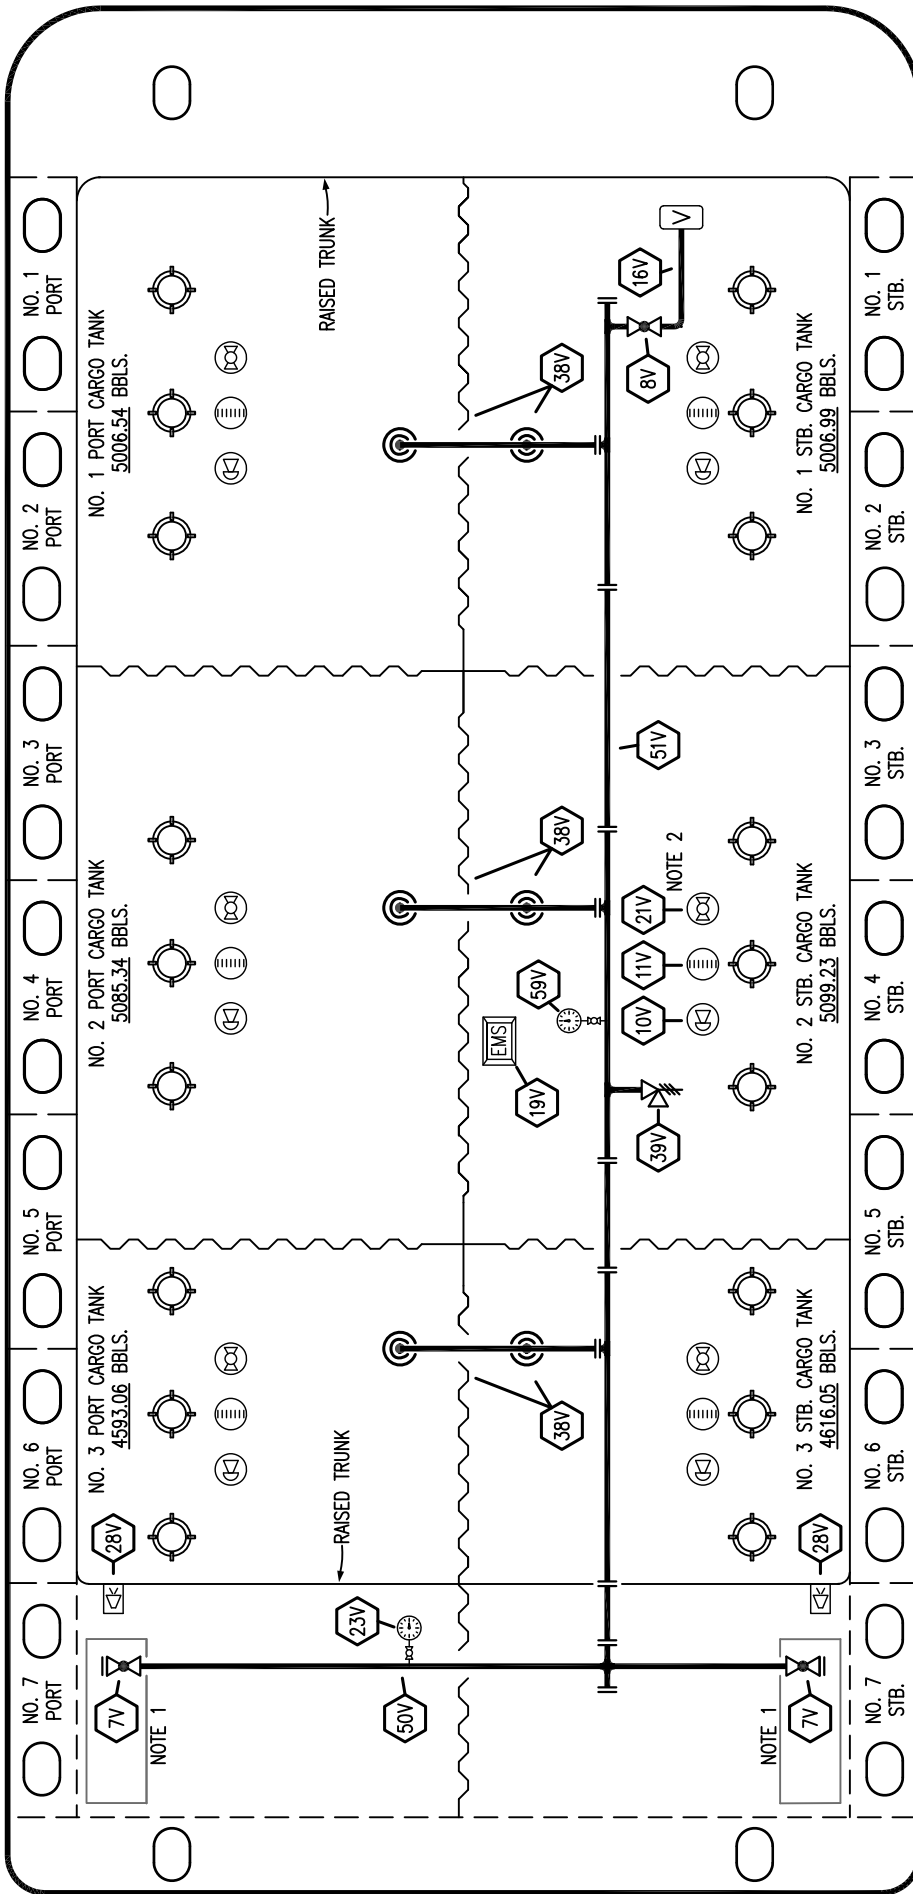 NO. 1
PORT
NO. 2
PORT
NO. 3
PORT
NO. 4
PORT
NO. 5
PORT
NO. 6
PORT
NO. 7
PORT
NO. 1 PORT CARGO TANK
5006.54 BBLS.
NO. 2 PORT CARGO TANK
5085.34 BBLS.
NO. 3 PORT CARGO TANK
4593.06 BBLS.
RAISED TRUNK
RAISED TRUNK
28V
7V
NOTE 1
23V
50V
38V
38V
38V
EMS
19V
59V
16V
V
8V
51V
21V
NOTE 2
11V
10V
39V
28V
7V
NOTE 1
NO. 1 STB. CARGO TANK
5006.99 BBLS.
NO. 2 STB. CARGO TANK
5099.23 BBLS.
NO. 3 STB. CARGO TANK
4616.05 BBLS.
NO. 1
STB.
NO. 2
STB.
NO. 3
STB.
NO. 4
STB.
NO. 5
STB.
NO. 6
STB.
NO. 7
STB.